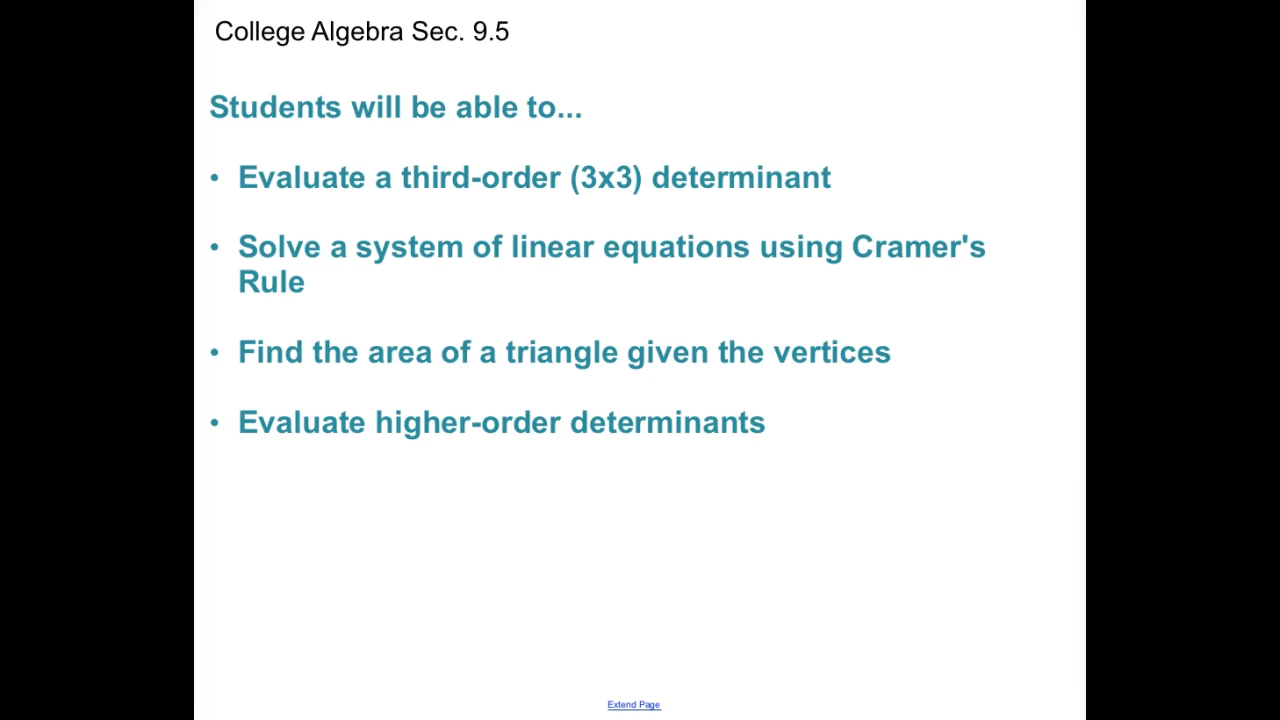 College Algebra Sec. 9.5
Students will be able to...
• Evaluate a third-order (3x3) determinant
• Solve a system of linear equations using Cramer's
Rule
• Find the area of a triangle given the vertices
• Evaluate higher-order determinants
Extend Page